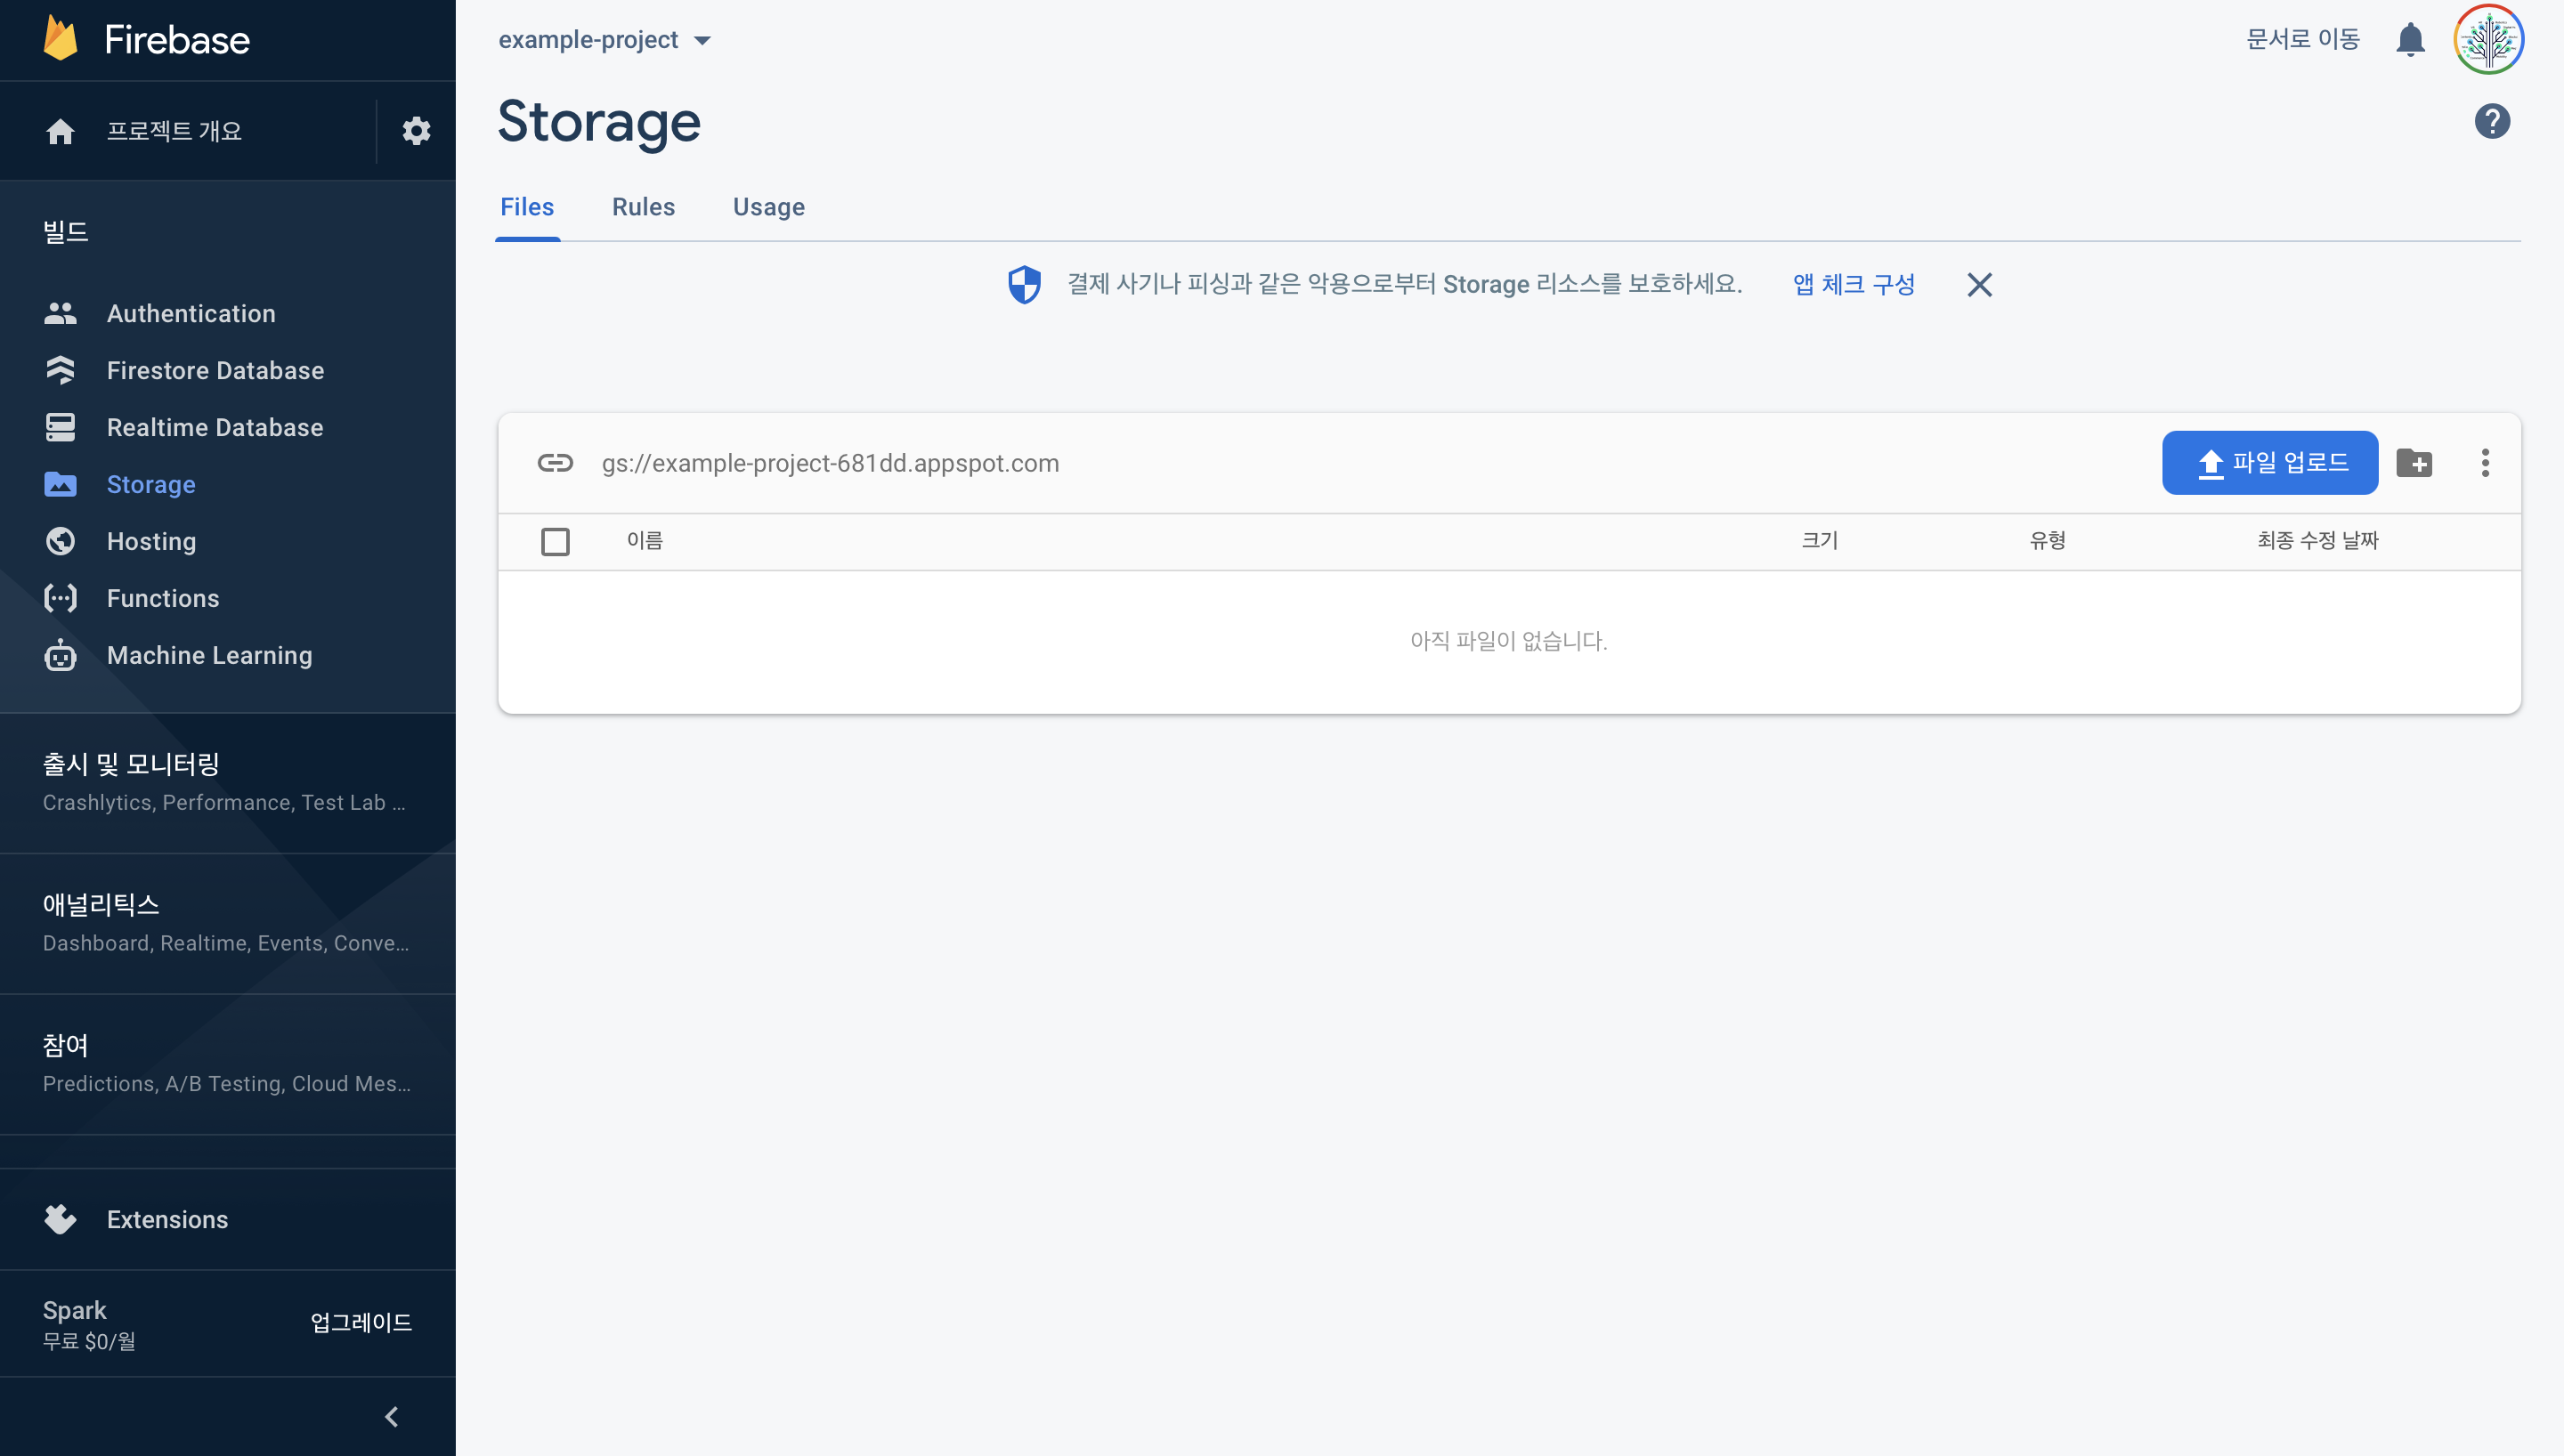 Firebase
프로젝트 개요
빌드
Authentication
Firestore Database
Realtime Database
Storage
Hosting
Functions
Machine Learning
출시 및 모니터링
Crashlytics, Performance, Test Lab ...
애널리틱스
Dashboard, Realtime, Events, Conve...
참여
Predictions, A/B Testing, Cloud Mes...
Extensions
Spark
무료 $0/월
업그레이드
example-project
문서로 이동
Storage
Files Rules Usage
결제 사기나 피싱과 같은 악용으로부터 Storage 리소스를 보호하세요. 앱 체크 구성
gs://example-project-681dd.appspot.com
파일 업로드
이름 크기 유형 최종 수정 날짜
아직 파일이 없습니다.